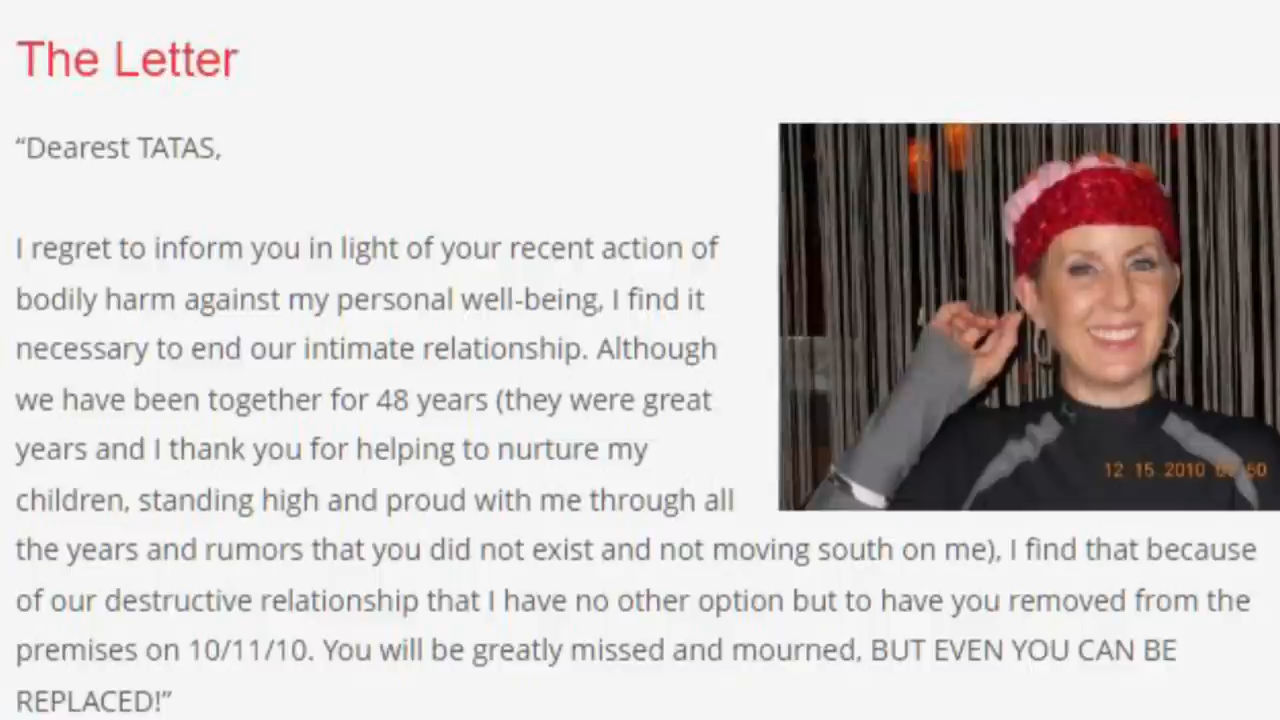 The Letter
“Dearest TATAS,
I regret to inform you in light of your recent action of
bodily harm against my personal well-being, I find it
necessary to end our intimate relationship. Although
we have been together for 48 years (they were great
years and I thank you for helping to nurture my
children, standing high and proud with me through all
the years and rumors that you did not exist and not moving south on me), I find that because
of our destructive relationship that I have no other option but to have you removed from the
premises on 10/11/10. You will be greatly missed and mourned, BUT EVEN YOU CAN BE
REPLACED!”
12 15 2010